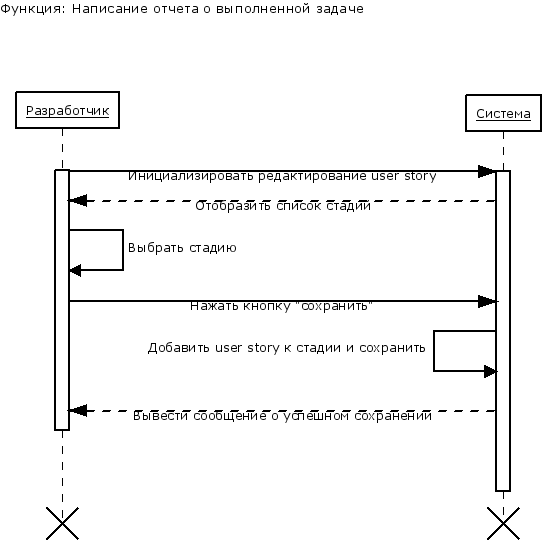 Функция: Написание отчета о выполненной задаче
Разработчик
Система
Инициализировать редактирование user story
Отобразить список стадий
Выбрать стадию
Нажать кнопку "сохранить"
Добавить user story к стадии и сохранить
Вывести сообщение о успешном сохранении